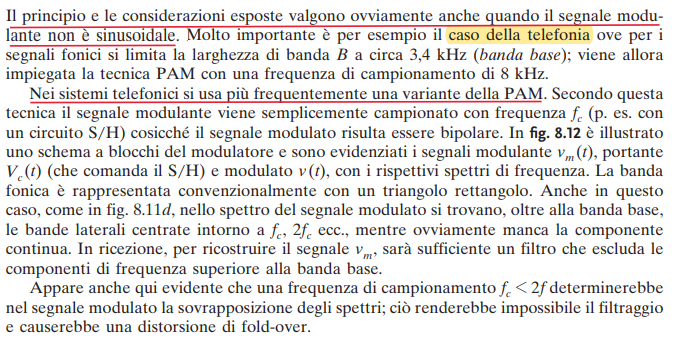 Il principio e le considerazioni esposte valgono ovviamente anche quando il segnale modu-
lante non è sinusoidale. Molto importante è per esempio il caso della telefonia ove per i
segnali fonici si limita la larghezza di banda B a circa 3,4 kHz (banda base); viene allora
impiegata la tecnica PAM con una frequenza di campionamento di 8 kHz.
Nei sistemi telefonici si usa più frequentemente una variante della PAM. Secondo questa
tecnica il segnale modulante viene semplicemente campionato con frequenza fc (p. es. con
un circuito S/H) cosicché il segnale modulato risulta essere bipolare. In fig. 8.12 è illustrato
uno schema a blocchi del modulatore e sono evidenziati i segnali modulante vm(t), portante
Vc(t) (che comanda il S/H) e modulato v(t), con i rispettivi spettri di frequenza. La banda
fonica è rappresentata convenzionalmente con un triangolo rettangolo. Anche in questo
caso, come in fig. 8.11d, nello spettro del segnale modulato si trovano, oltre alla banda base,
le bande laterali centrate intorno a fc, 2fc ecc., mentre ovviamente manca la componente
continua. In ricezione, per ricostruire il segnale vm, sarà sufficiente un filtro che escluda le
componenti di frequenza superiore alla banda base.
Appare anche qui evidente che una frequenza di campionamento fc < 2f determinerebbe
nel segnale modulato la sovrapposizione degli spettri; ciò renderebbe impossibile il filtraggio
e causerebbe una distorsione di fold-over.